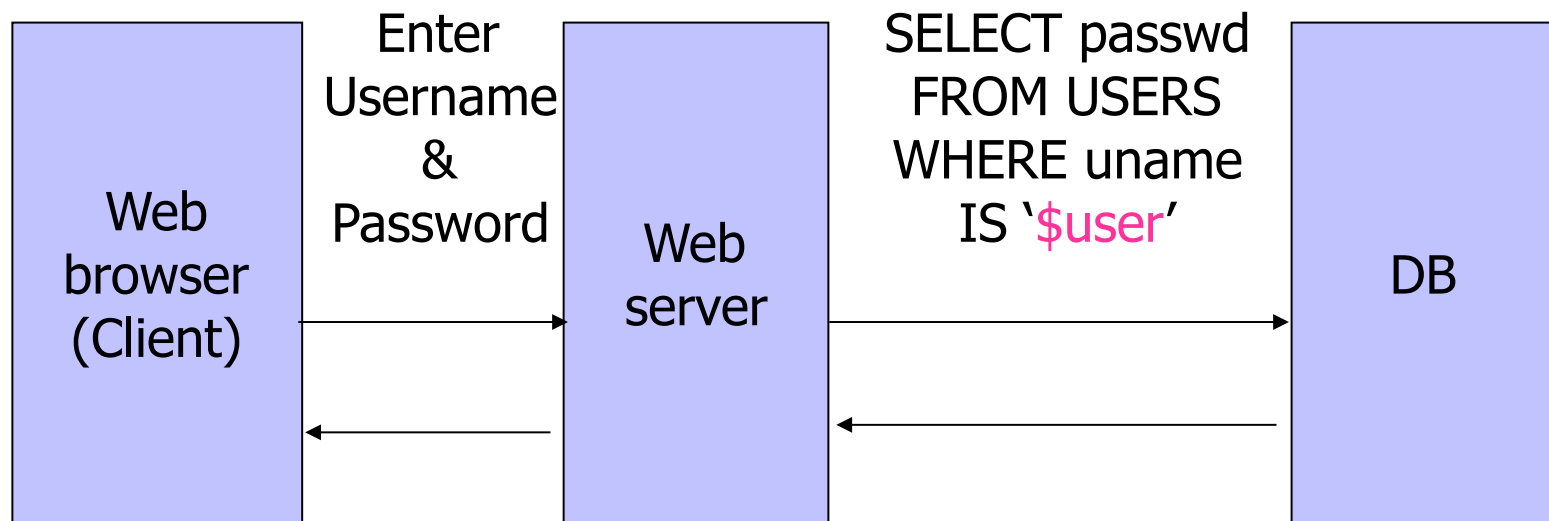 Web
browser
(Client)
Enter
Username
&
Password
Web
server
SELECT passwd
FROM USERS
WHERE uname
IS ‘$user’
DB